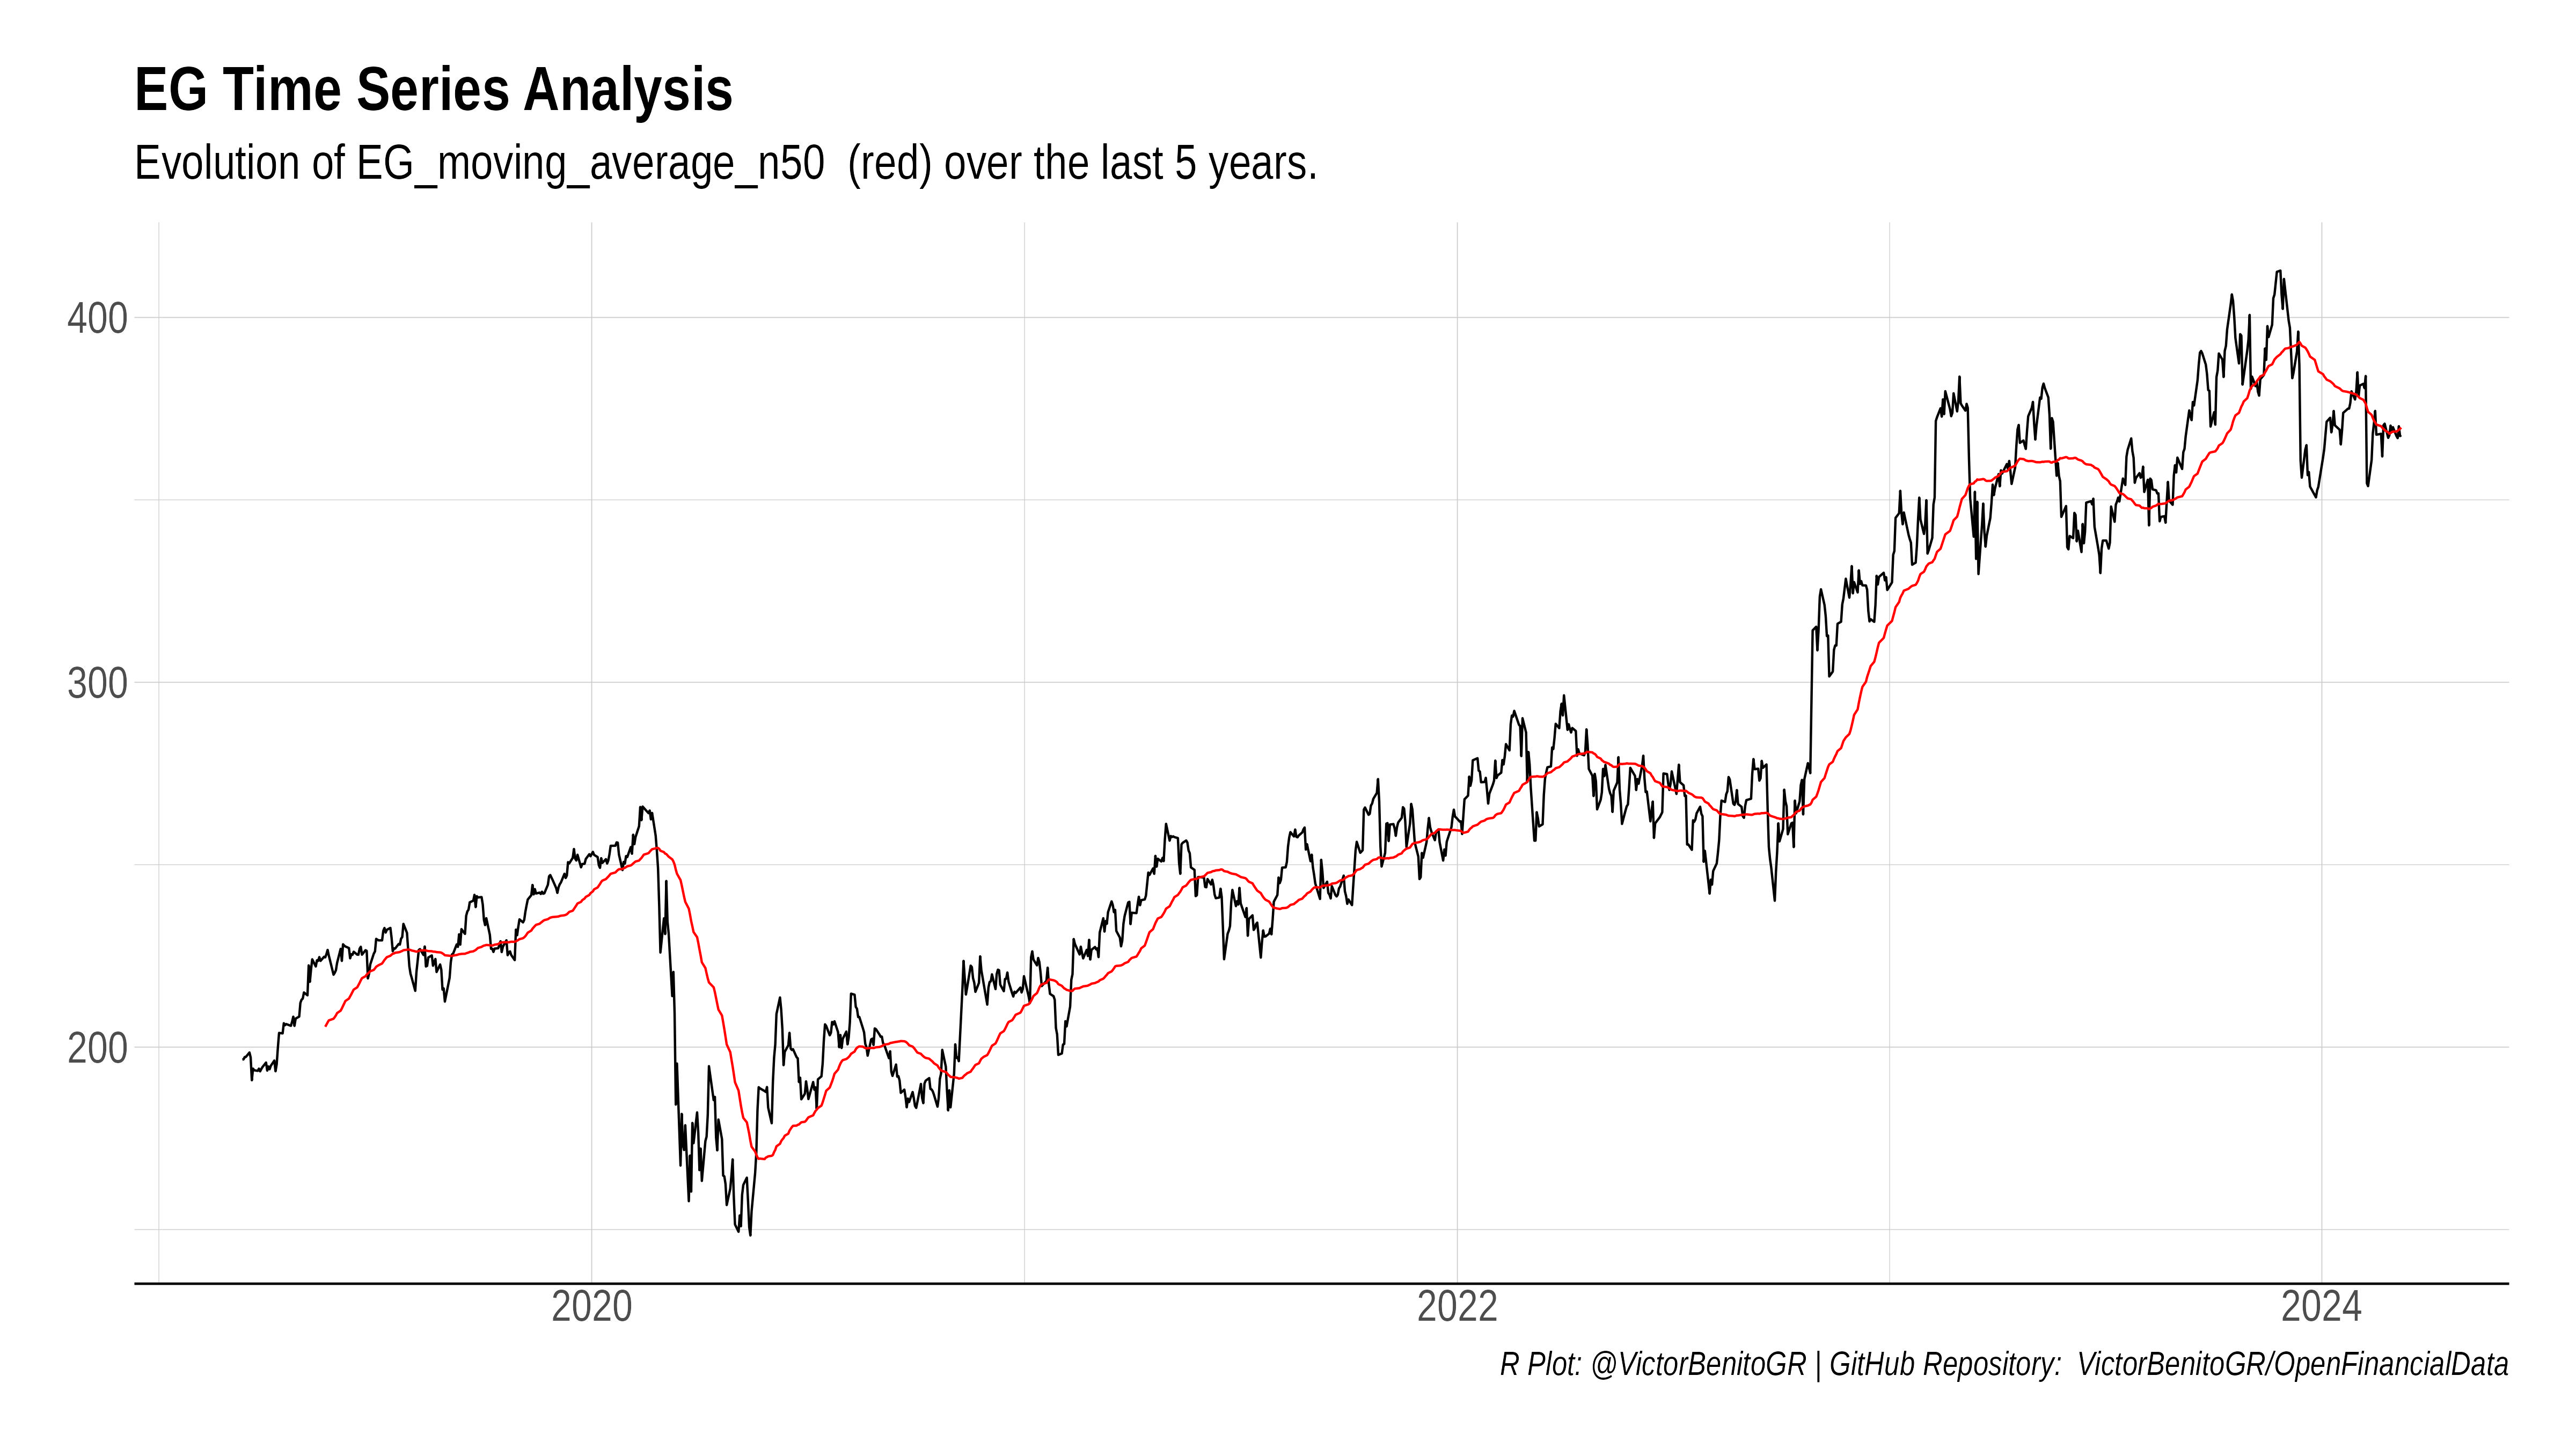 EG Time Series Analysis
Evolution of EG_moving_average_n50  (red) over the last 5 years.
400
300
200
2020 2022 2024
R Plot: @VictorBenitoGR | GitHub Repository:  VictorBenitoGR/OpenFinancialData